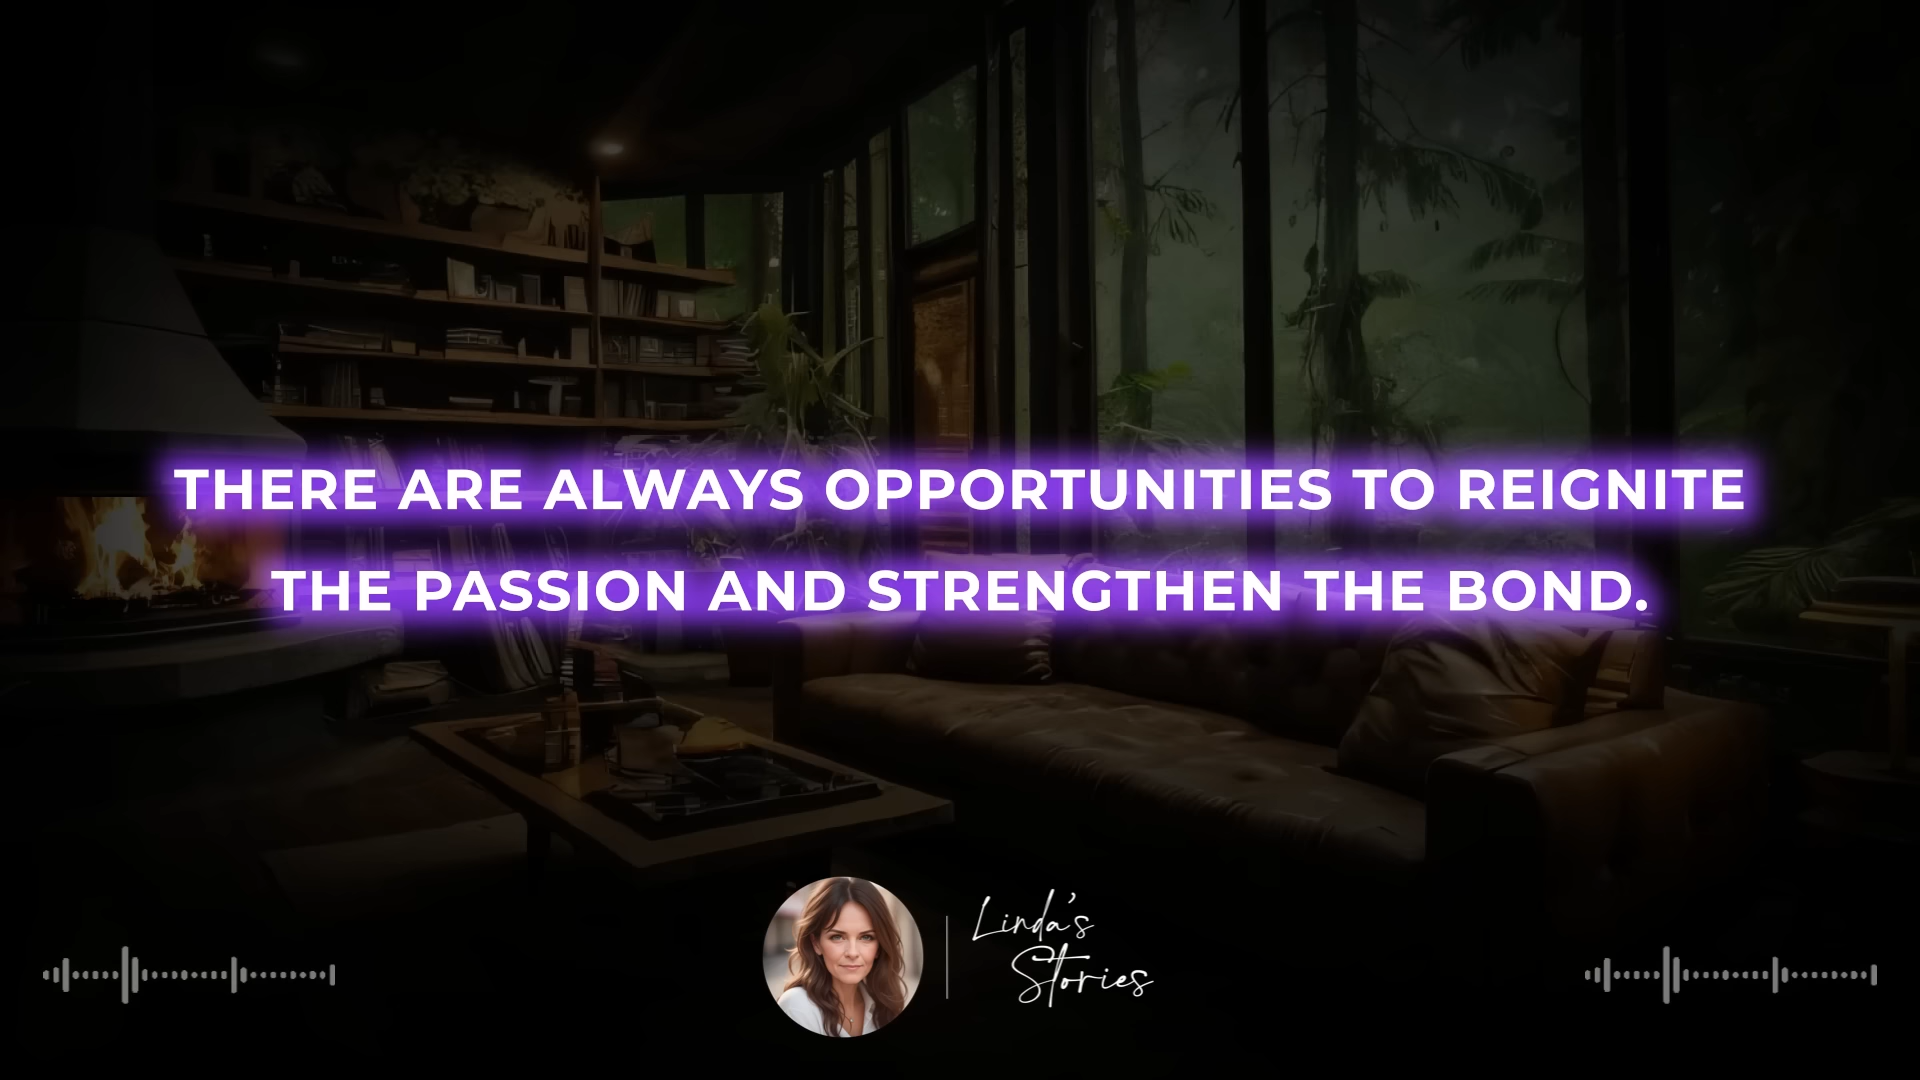 THERE ARE ALWAYS OPPORTUNITIES TO REIGNITE
THE PASSION AND STRENGTHEN THE BOND.
Linda's
Stories